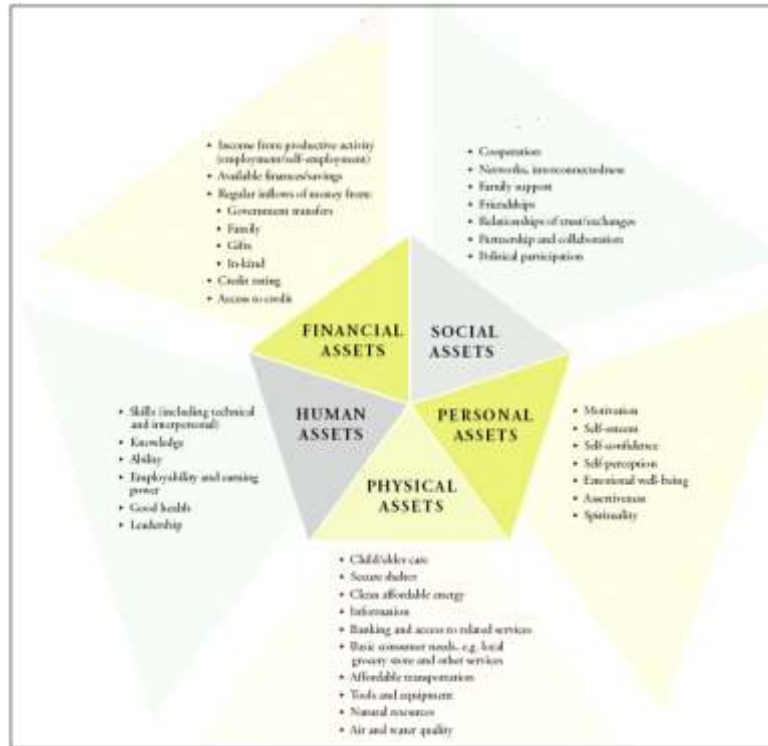 • Income from productive activity
(employment/self-employment)
• Available finances/savings
• Regular inflows of money from:
• Government transfers
• Family
• Gifts
• In-kind
• Credit rating
• Access to credit
• Cooperation
• Networks, interconnectedness
• Family support
• Friendships
• Relationships of trust/exchanges
• Partnership and collaboration
• Political participation
FINANCIAL
ASSETS
SOCIAL
ASSETS
HUMAN
ASSETS
PERSONAL
ASSETS
PHYSICAL
ASSETS
• Skills (including technical
and interpersonal)
• Knowledge
• Ability
• Employability and earning
power
• Good health
• Leadership
• Motivation
• Self-esteem
• Self-confidence
• Self-perception
• Emotional well-being
• Assertiveness
• Spirituality
• Child/elder care
• Secure shelter
• Clean affordable energy
• Information
• Banking and access to related services
• Basic consumer needs, e.g. local
grocery store and other services
• Affordable transportation
• Tools and equipment
• Natural resources
• Air and water quality